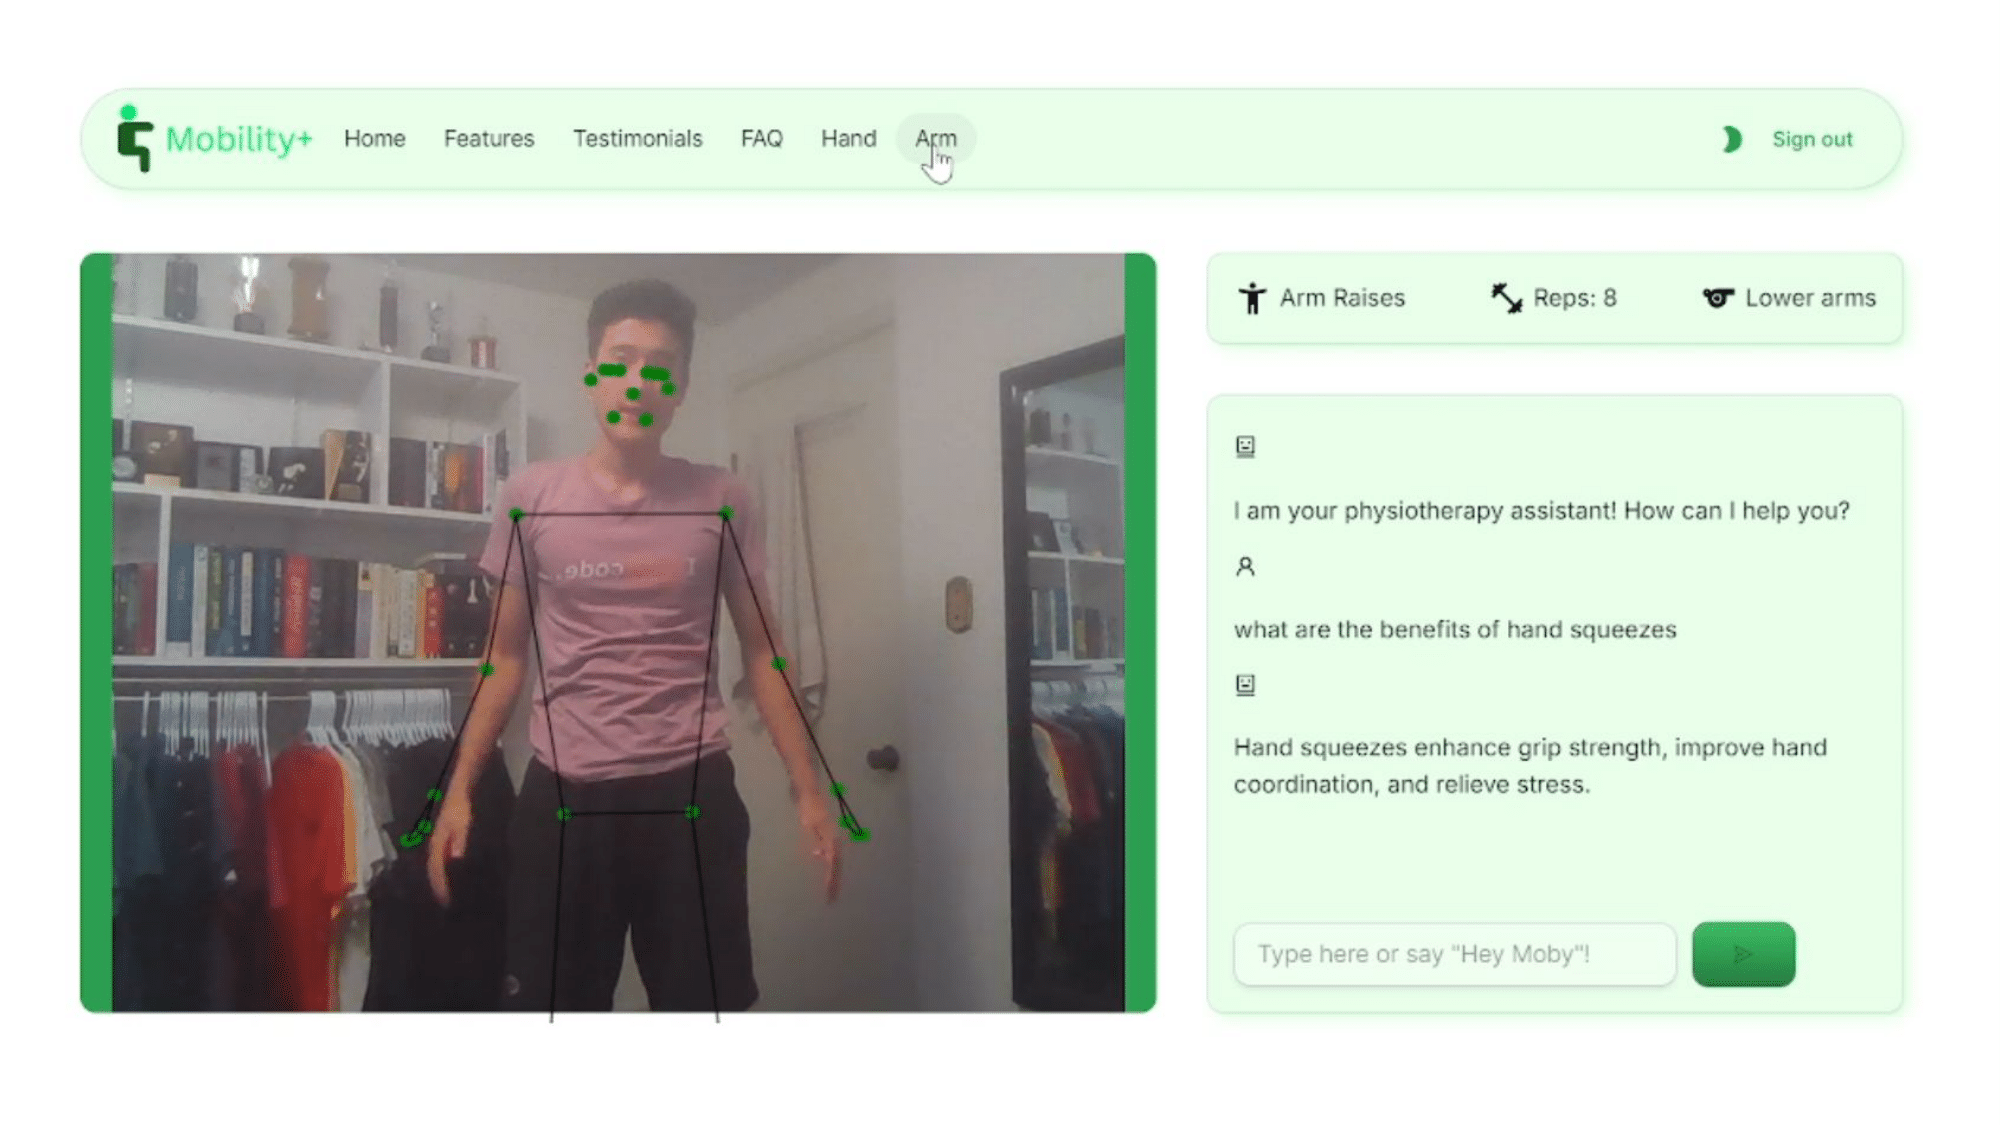 Mobility+ Home Features Testimonials FAQ Hand Arm Sign out
Arm Raises Reps: 8 Lower arms
I am your physiotherapy assistant! How can I help you?
what are the benefits of hand squeezes
Hand squeezes enhance grip strength, improve hand
coordination, and relieve stress.
Type here or say "Hey Moby"!
I code.